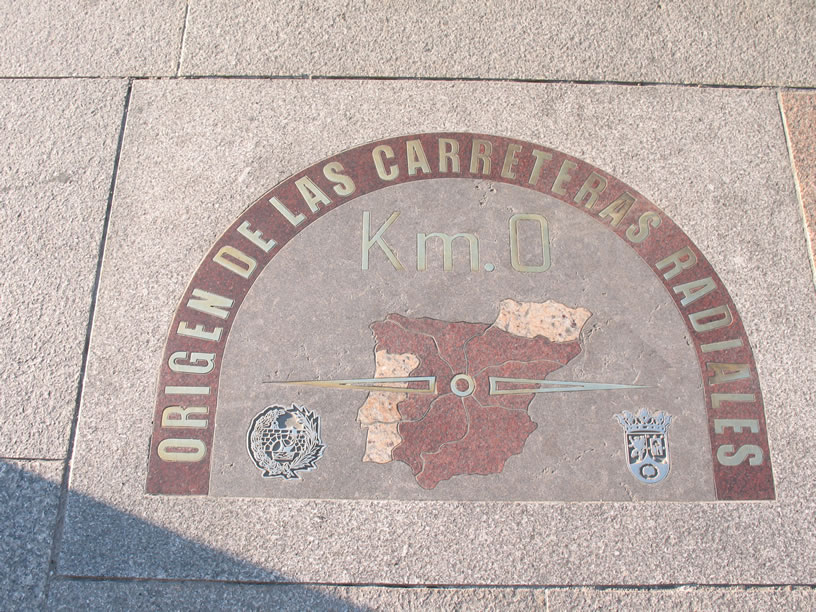 ORIGEN DE LAS CARRETERAS RADIALES
Km. 0